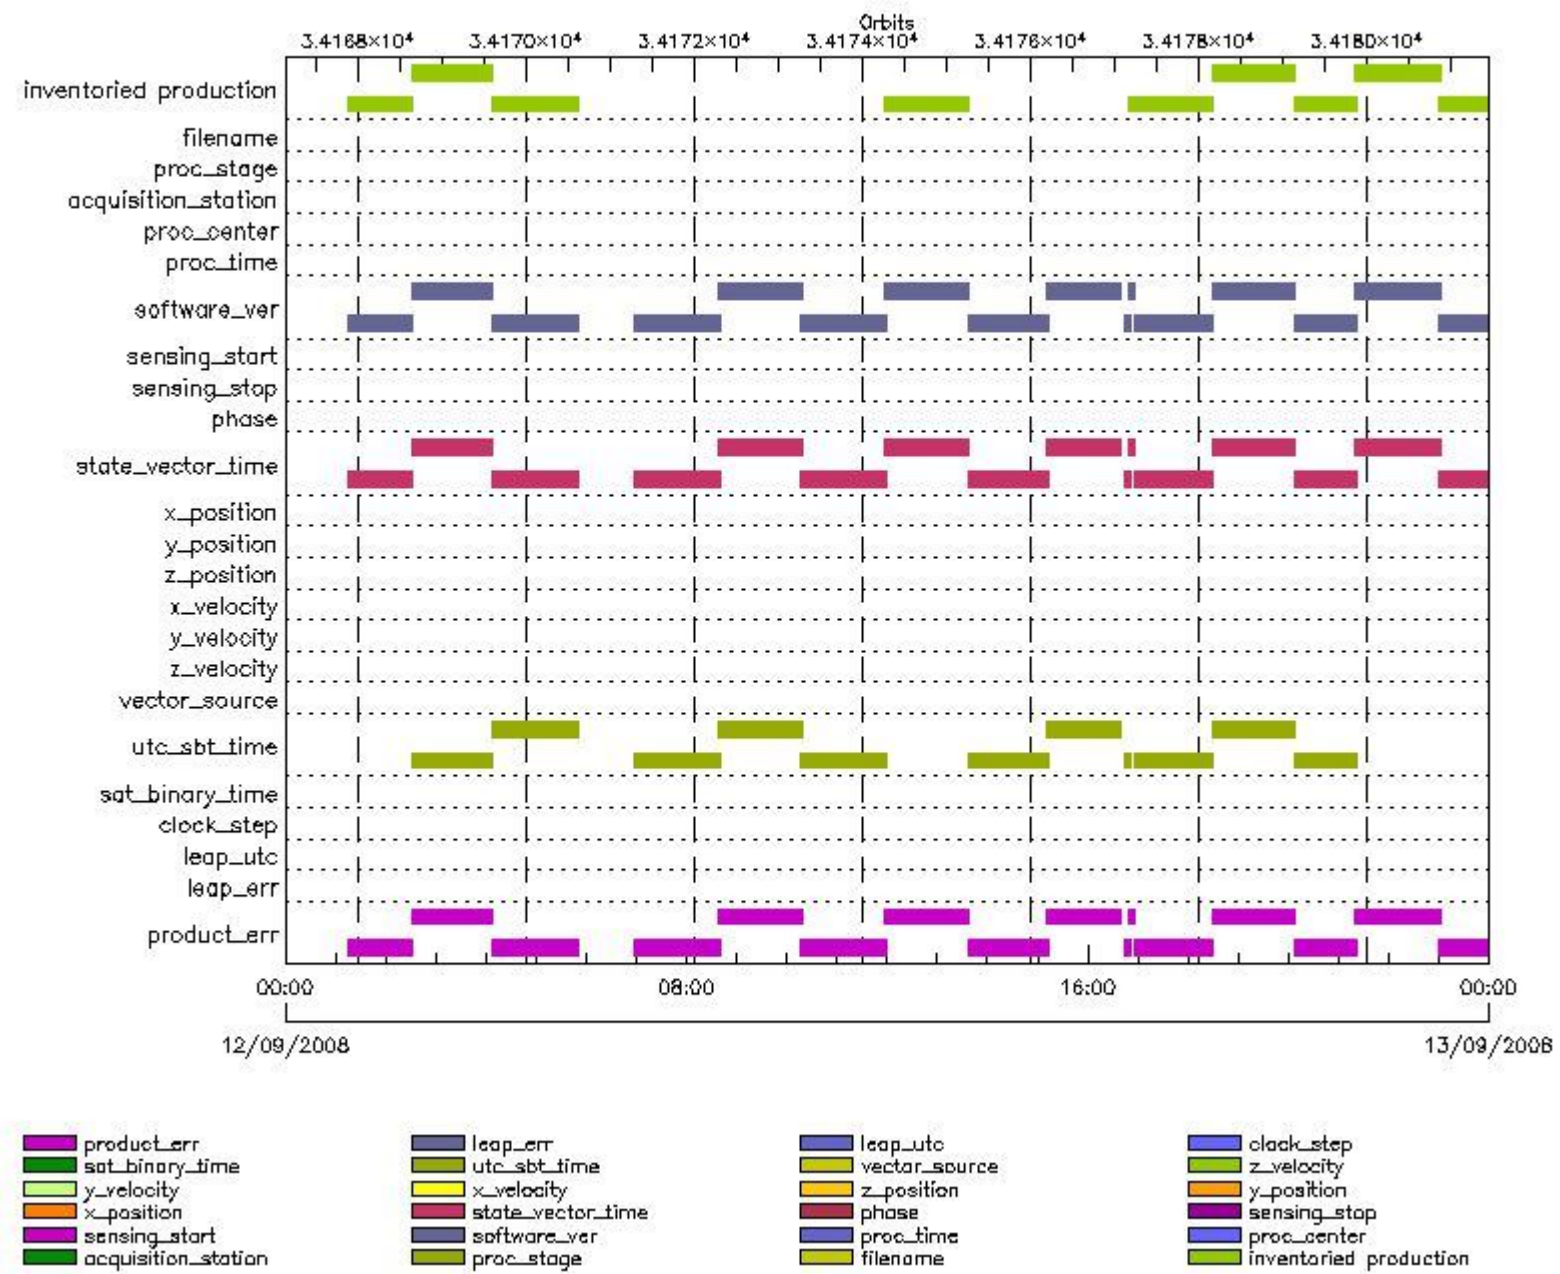 Orbits
3.4168×10⁴ 3.4170×10⁴ 3.4172×10⁴ 3.4174×10⁴ 3.4176×10⁴ 3.4178×10⁴ 3.4180×10⁴
inventoried production
filename
proc_stage
acquisition_station
proc_center
proc_time
software_ver
sensing_start
sensing_stop
phase
state_vector_time
x_position
y_position
z_position
x_velocity
y_velocity
z_velocity
vector_source
utc_sbt_time
sat_binary_time
clock_step
leap_utc
leap_err
product_err
00:00 08:00 16:00 00:00
12/09/2008 13/09/2008
product_err leap_err leap_utc clock_step
sat_binary_time utc_sbt_time vector_source z_velocity
y_velocity x_velocity z_position y_position
x_position state_vector_time phase sensing_stop
sensing_start software_ver proc_time proc_center
acquisition_station proc_stage filename inventoried production